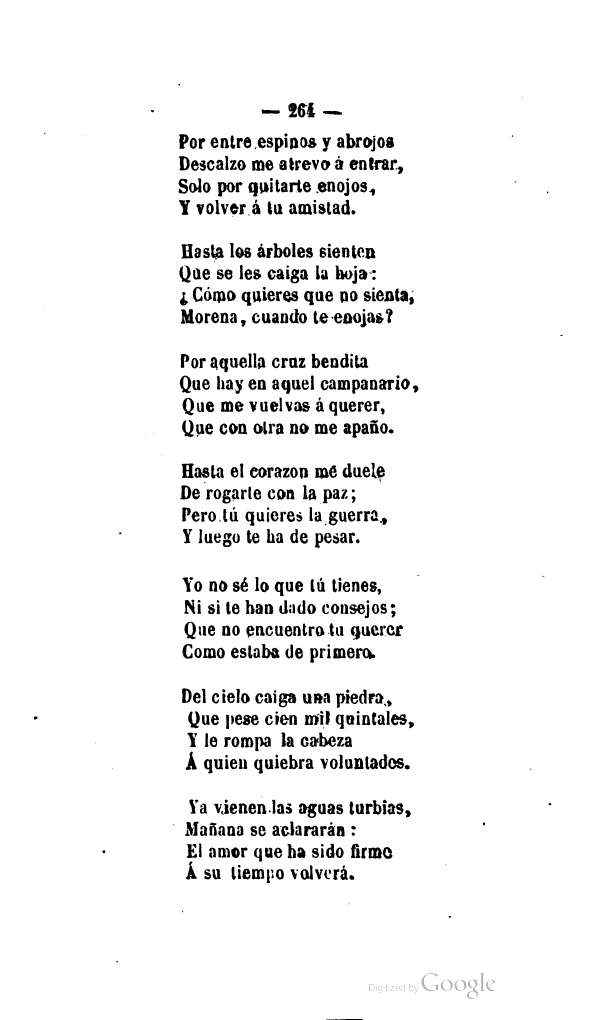 — 264 —
Por entre espinos y abrojos
Descalzo me atrevo á entrar,
Solo por quitarte enojos,
Y volver á tu amistad.
Hasta los árboles sienten
Que se les caiga la hoja:
¿Cómo quieres que no sienta,
Morena, cuando te enojas?
Por aquella cruz bendita
Que hay en aquel campanario,
Que me vuelvas á querer,
Que con otra no me apaño.
Hasta el corazon me duele
De rogarte con la paz;
Pero tú quieres la guerra,
Y luego te ha de pesar.
Yo no sé lo que tú tienes,
Ni si te han dado consejos;
Que no encuentro tu querer
Como estaba de primero.
Del cielo caiga una piedra,
Que pese cien mil quintales,
Y le rompa la cabeza
Á quien quiebra voluntades.
Ya vienen las aguas turbias,
Mañana se aclararán:
El amor que ha sido firme
Á su tiempo volverá.
Digitized by Google